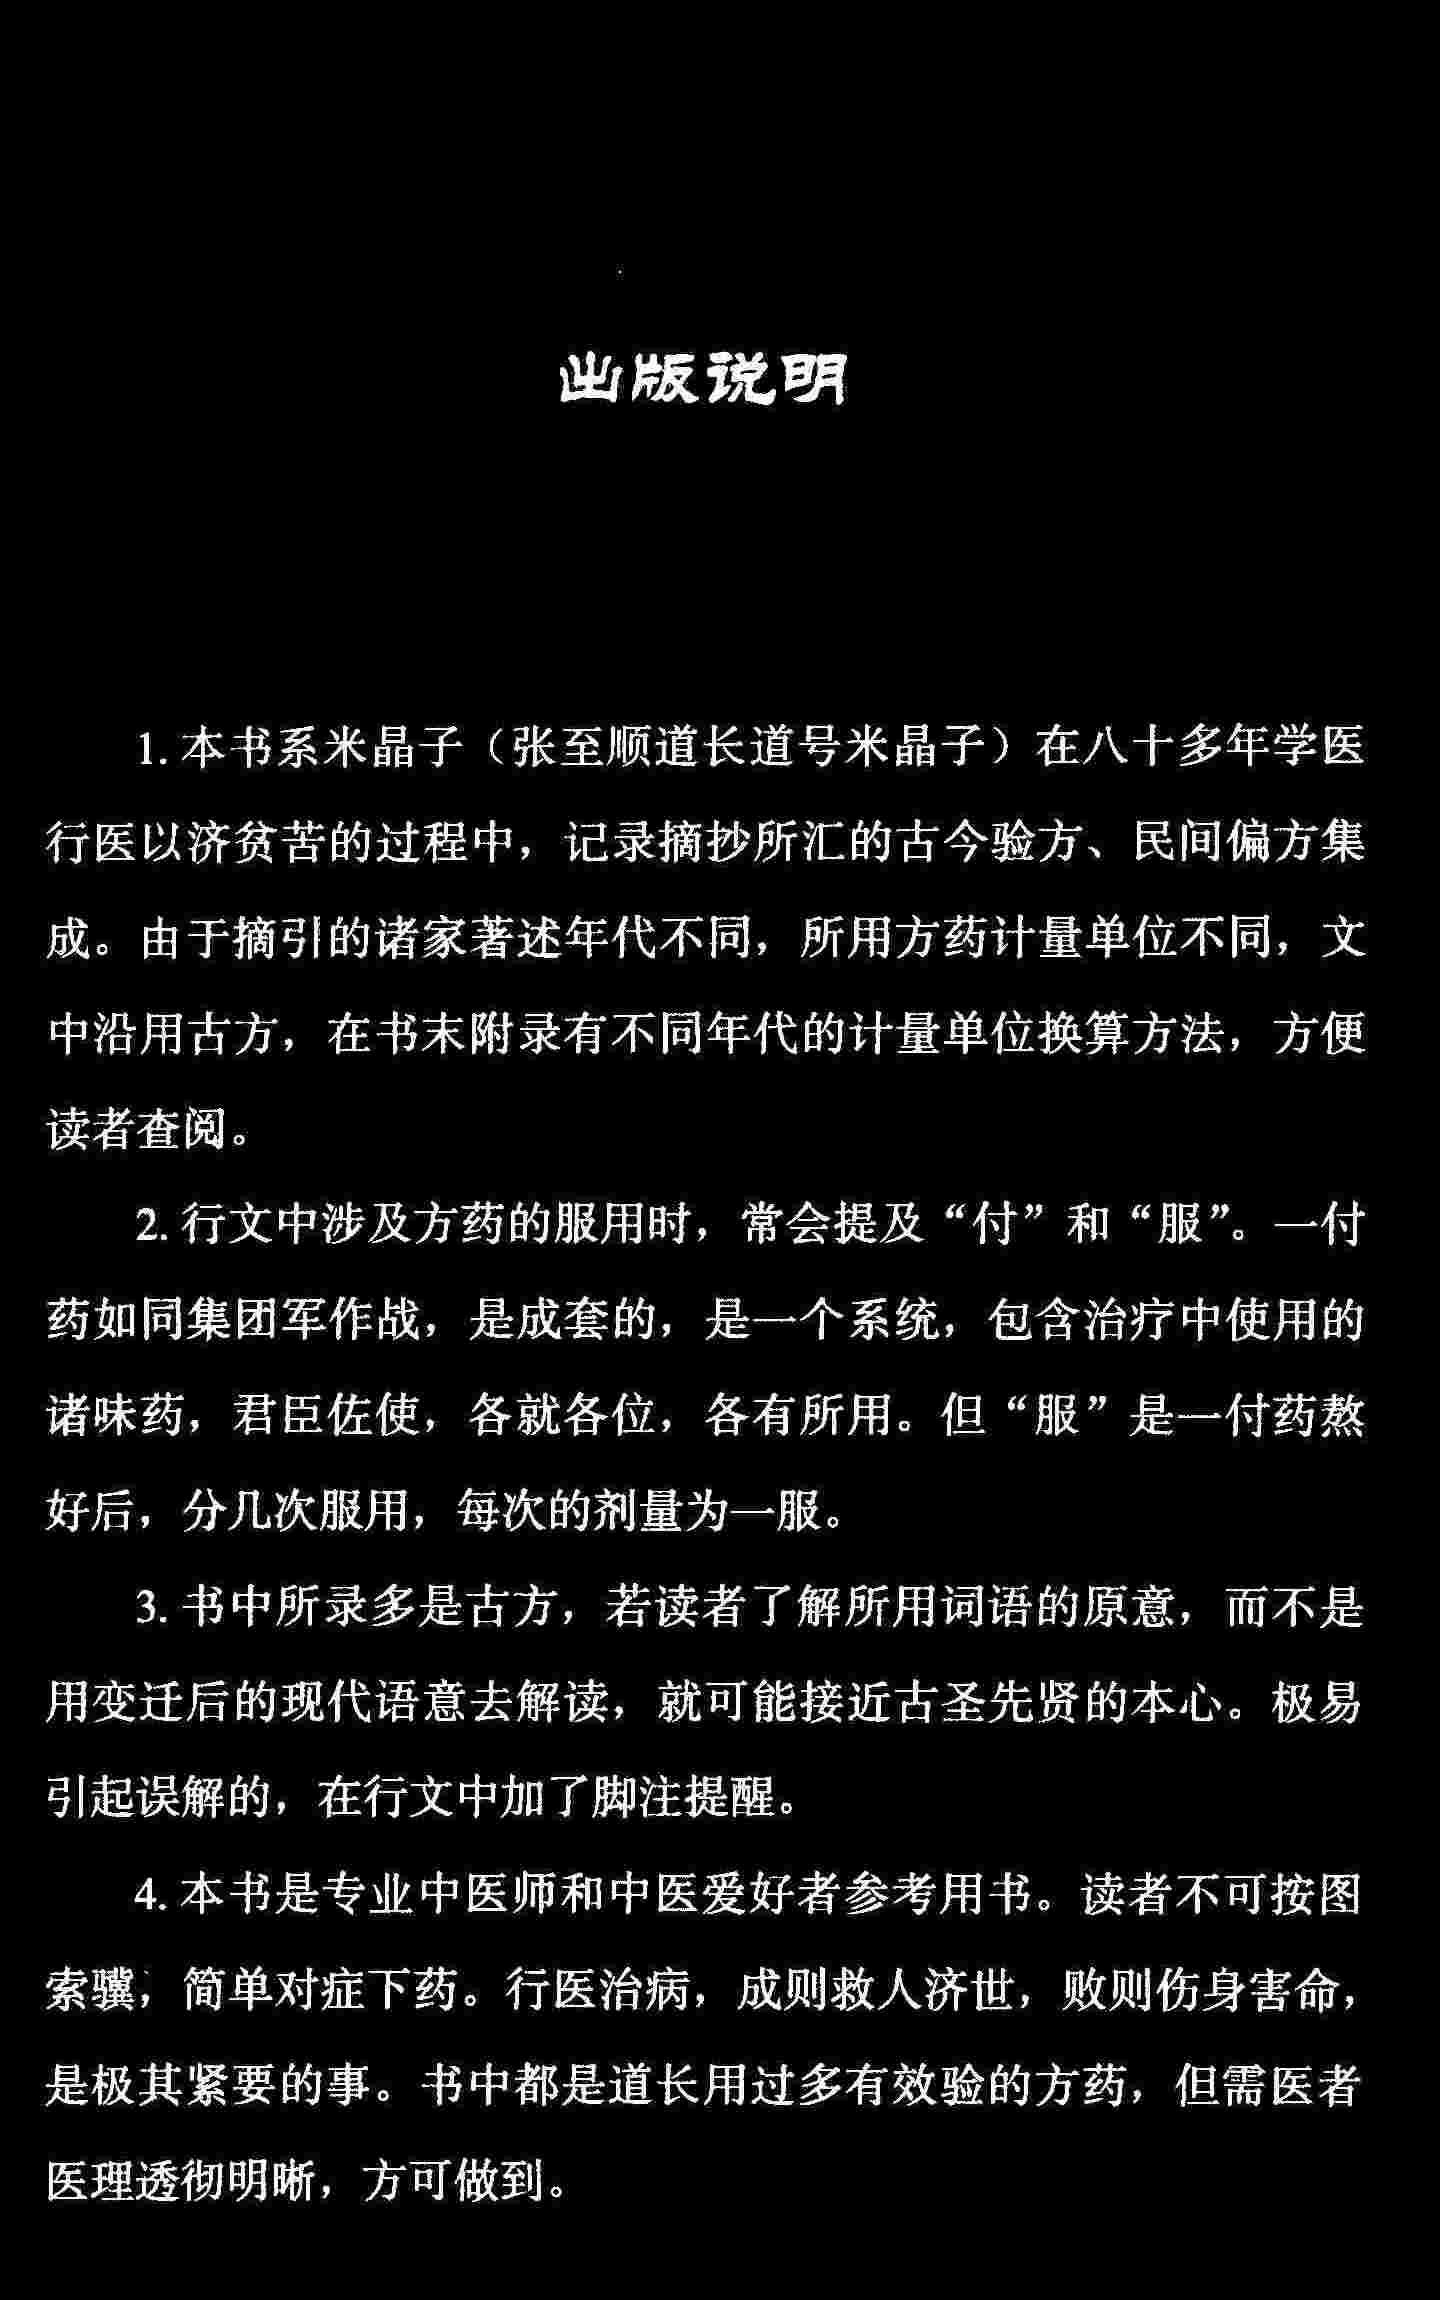 出版说明
1. 本书系米晶子（张至顺道长道号米晶子）在八十多年学医
行医以济贫苦的过程中，记录摘抄所汇的古今验方、民间偏方集
成。由于摘引的诸家著述年代不同，所用方药计量单位不同，文
中沿用古方，在书末附录有不同年代的计量单位换算方法，方便
读者查阅。
2. 行文中涉及方药的服用时，常会提及“付”和“服”。一付
药如同集团军作战，是成套的，是一个系统，包含治疗中使用的
诸味药，君臣佐使，各就各位，各有所用。但“服”是一付药熬
好后，分几次服用，每次的剂量为一服。
3. 书中所录多是古方，若读者了解所用词语的原意，而不是
用变迁后的现代语意去解读，就可能接近古圣先贤的本心。极易
引起误解的，在行文中加了脚注提醒。
4. 本书是专业中医师和中医爱好者参考用书。读者不可按图
索骥，简单对症下药。行医治病，成则救人济世，败则伤身害命，
是极其紧要的事。书中都是道长用过多有效验的方药，但需医者
医理透彻明晰，方可做到。